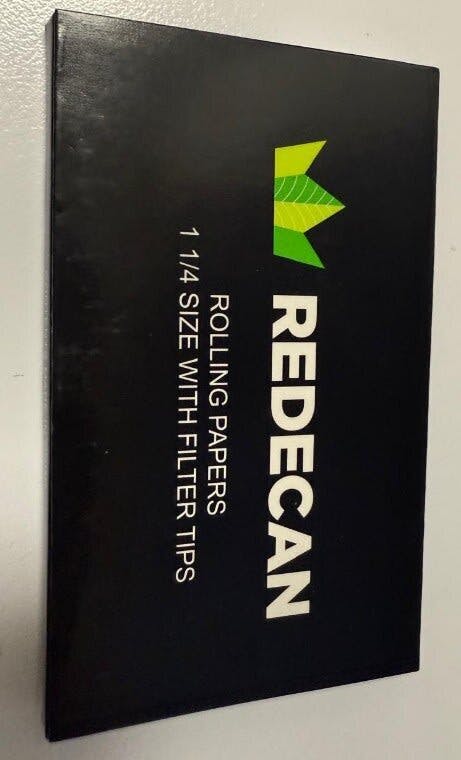 REDECAN
ROLLING PAPERS
1 1/4 SIZE WITH FILTER TIPS